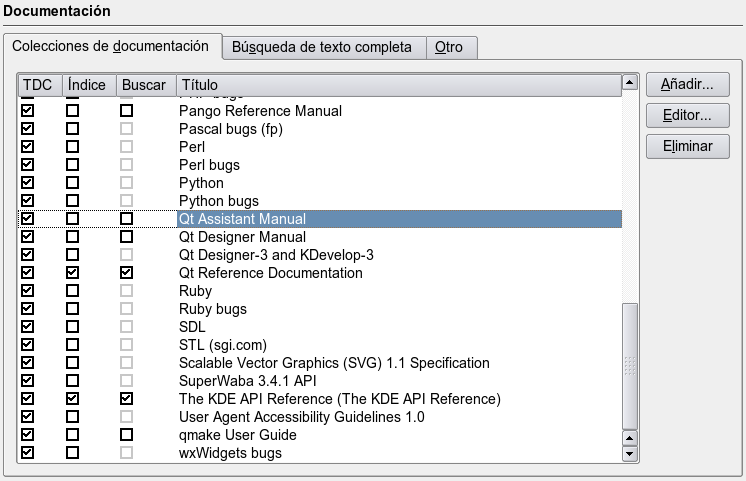 Documentación
Colecciones de documentación Búsqueda de texto completa Otro
TDC Índice Buscar Título
Añadir...
Pango Reference Manual
Editor...
Pascal bugs (fp)
Perl
Eliminar
Perl bugs
Python
Python bugs
Qt Assistant Manual
Qt Designer Manual
Qt Designer-3 and KDevelop-3
Qt Reference Documentation
Ruby
Ruby bugs
SDL
STL (sgi.com)
Scalable Vector Graphics (SVG) 1.1 Specification
SuperWaba 3.4.1 API
The KDE API Reference (The KDE API Reference)
User Agent Accessibility Guidelines 1.0
qmake User Guide
wxWidgets bugs